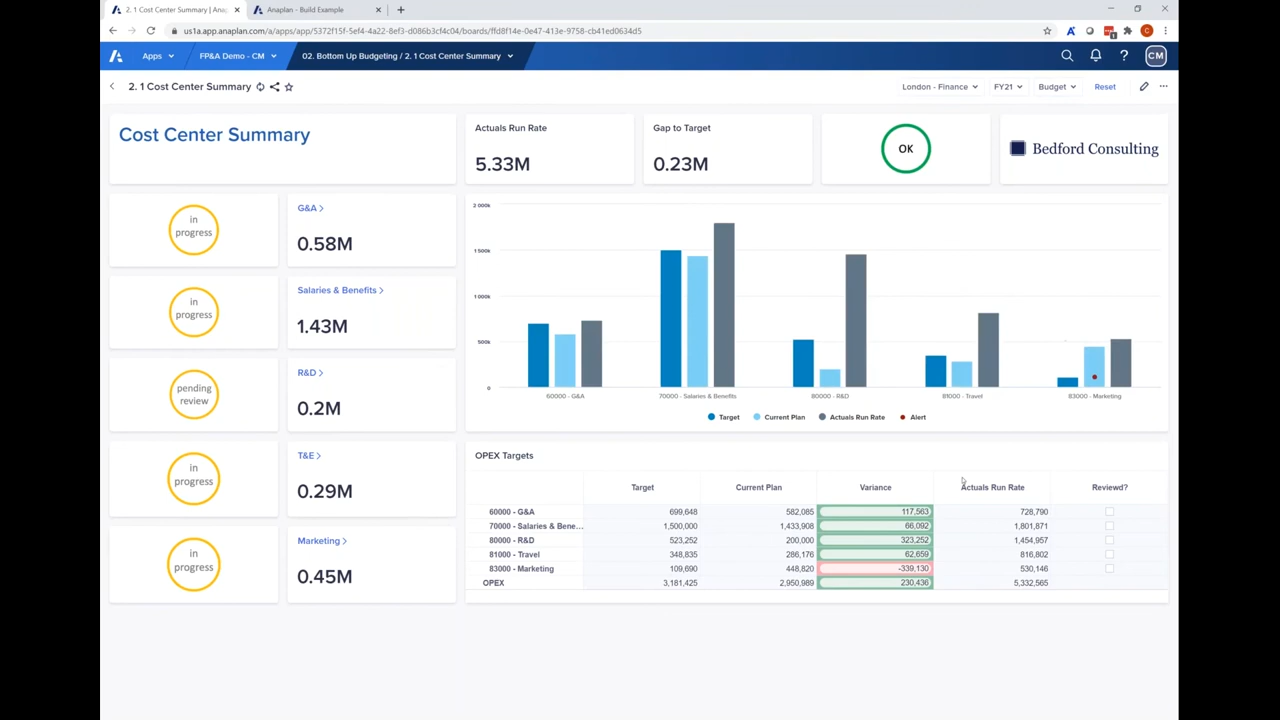 2. 1 Cost Center Summary | Anap
Anaplan - Build Example
us1a.app.anaplan.com/a/apps/app/5372f15f-5ef4-4a22-8ef3-d086b3cf4c04/boards/ffd8f14e-0e47-413e-9758-cb41ed0634d5
Apps
FP&A Demo - CM
02. Bottom Up Budgeting / 2. 1 Cost Center Summary
CM
2. 1 Cost Center Summary
London - Finance
FY21
Budget
Reset
Cost Center Summary
Actuals Run Rate
5.33M
Gap to Target
0.23M
OK
Bedford Consulting
in
progress
G&A
0.58M
in
progress
Salaries & Benefits
1.43M
pending
review
R&D
0.2M
in
progress
T&E
0.29M
in
progress
Marketing
0.45M
2 000k
1 500k
1 000k
500k
0
60000 - G&A
70000 - Salaries & Benefits
80000 - R&D
81000 - Travel
83000 - Marketing
Target
Current Plan
Actuals Run Rate
Alert
OPEX Targets
Target Current Plan Variance Actuals Run Rate Reviewd?
60000 - G&A 699,648 582,085 117,563 728,790
70000 - Salaries & Bene... 1,500,000 1,433,908 66,092 1,801,871
80000 - R&D 523,252 200,000 323,252 1,454,957
81000 - Travel 348,835 286,176 62,659 816,802
83000 - Marketing 109,690 448,820 -339,130 530,146
OPEX 3,181,425 2,950,989 230,436 5,332,565